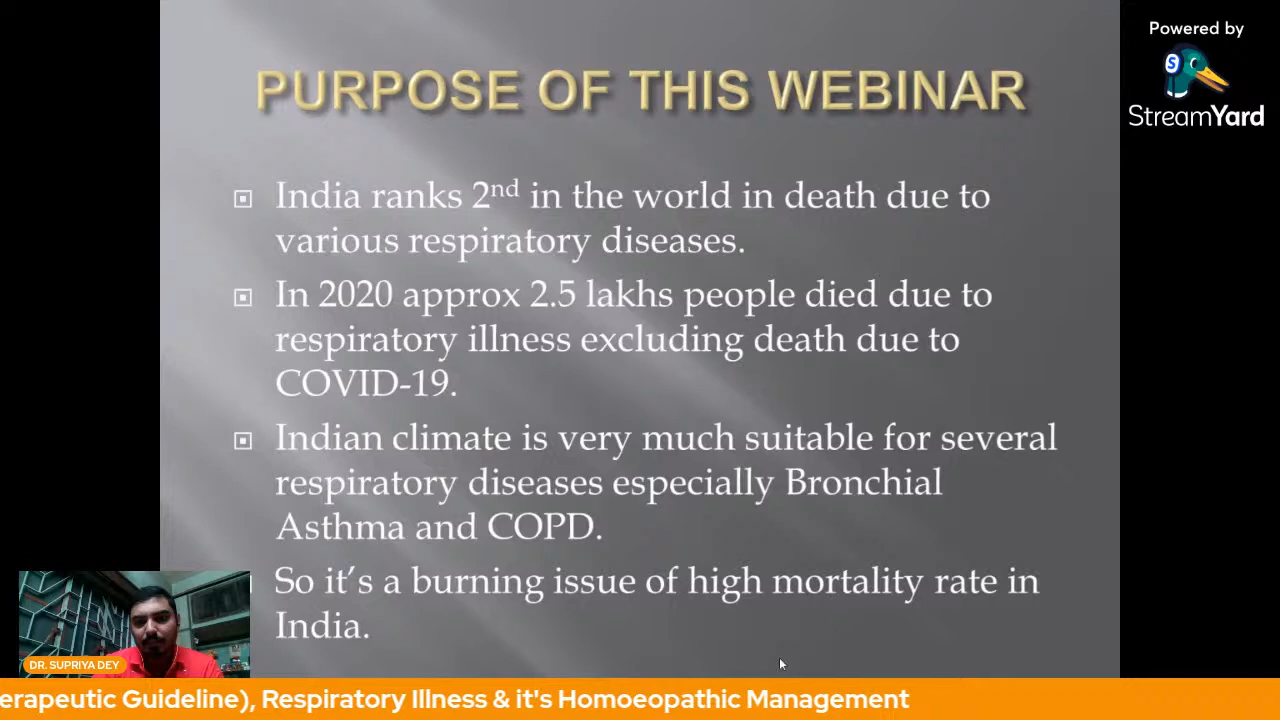 Powered by
StreamYard
PURPOSE OF THIS WEBINAR
India ranks 2nd in the world in death due to
various respiratory diseases.
In 2020 approx 2.5 lakhs people died due to
respiratory illness excluding death due to
COVID-19.
Indian climate is very much suitable for several
respiratory diseases especially Bronchial
Asthma and COPD.
So it's a burning issue of high mortality rate in
India.
DR. SUPRIYA DEY
erapeutic Guideline), Respiratory Illness & it's Homoeopathic Management